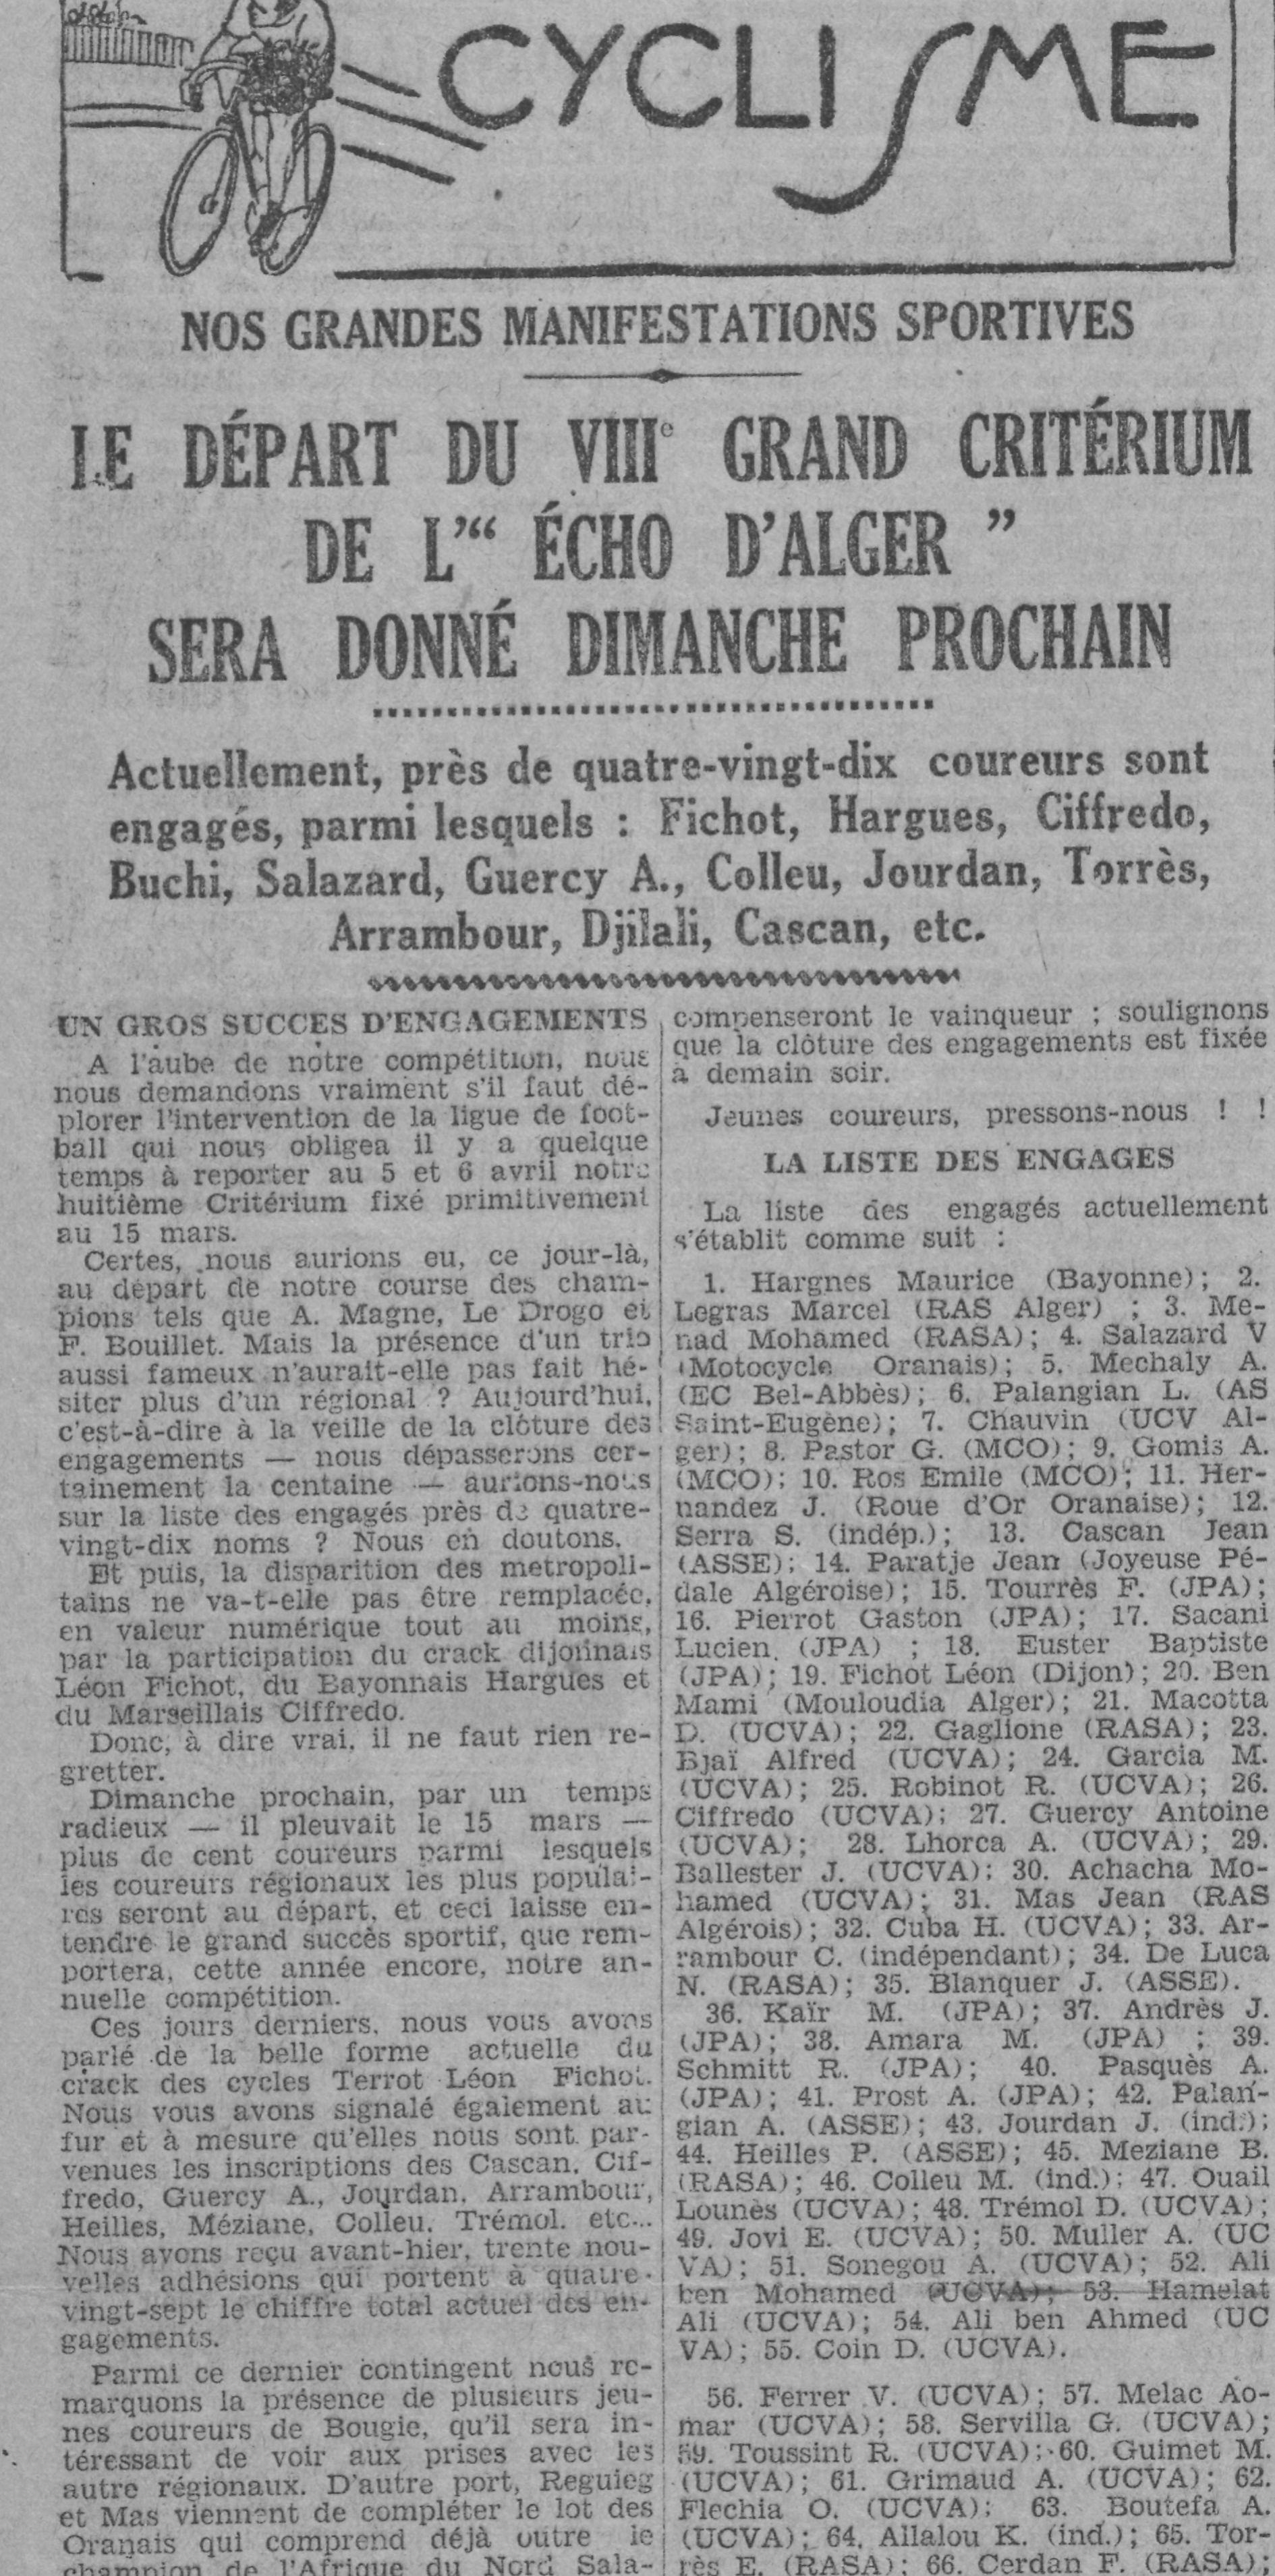 CYCLISME
NOS GRANDES MANIFESTATIONS SPORTIVES
LE DÉPART DU VIIIe GRAND CRITÉRIUM
DE L'“ ÉCHO D'ALGER ”
SERA DONNÉ DIMANCHE PROCHAIN
Actuellement, près de quatre-vingt-dix coureurs sont
engagés, parmi lesquels : Fichot, Hargues, Ciffredo,
Buchi, Salazard, Guercy A., Colleu, Jourdan, Torrès,
Arrambour, Djilali, Cascan, etc.
UN GROS SUCCES D'ENGAGEMENTS
A l'aube de notre compétition, nous
nous demandons vraiment s'il faut dé-
plorer l'intervention de la ligue de foot-
ball qui nous obligea il y a quelque
temps à reporter au 5 et 6 avril notre
huitième Critérium fixé primitivement
au 15 mars.
Certes, nous aurions eu, ce jour-là,
au départ de notre course des cham-
pions tels que A. Magne, Le Drogo et
F. Bouillet. Mais la présence d'un trio
aussi fameux n'aurait-elle pas fait hé-
siter plus d'un régional ? Aujourd'hui,
c'est-à-dire à la veille de la clôture des
engagements — nous dépasserons cer-
tainement la centaine — aurions-nous
sur la liste des engagés près de quatre-
vingt-dix noms ? Nous en doutons.
Et puis, la disparition des metropoli-
tains ne va-t-elle pas être remplacée,
en valeur numérique tout au moins,
par la participation du crack dijonnais
Léon Fichot, du Bayonnais Hargues et
du Marseillais Ciffredo.
Donc, à dire vrai, il ne faut rien re-
gretter.
Dimanche prochain, par un temps
radieux — il pleuvait le 15 mars —
plus de cent coureurs parmi lesquels
les coureurs régionaux les plus populai-
res seront au départ, et ceci laisse en-
tendre le grand succès sportif, que rem-
portera, cette année encore, notre an-
nuelle compétition.
Ces jours derniers, nous vous avons
parlé de la belle forme actuelle du
crack des cycles Terrot Léon Fichot.
Nous vous avons signalé également au
fur et à mesure qu'elles nous sont par-
venues les inscriptions des Cascan, Cif-
fredo, Guercy A., Jourdan, Arrambour,
Heilles, Méziane, Colleu, Trémol, etc...
Nous avons reçu avant-hier, trente nou-
velles adhésions qui portent à quatre-
vingt-sept le chiffre total actuel des en-
gagements.
Parmi ce dernier contingent nous re-
marquons la présence de plusieurs jeu-
nes coureurs de Bougie, qu'il sera in-
téressant de voir aux prises avec les
autre régionaux. D'autre port, Reguieg
et Mas viennent de compléter le lot des
Oranais qui comprend déjà outre le
champion de l'Afrique du Nord Sala-
compenseront le vainqueur ; soulignons
que la clôture des engagements est fixée
à demain soir.
Jeunes coureurs, pressons-nous ! !
LA LISTE DES ENGAGES
La liste des engagés actuellement
s'établit comme suit :
1. Hargnes Maurice (Bayonne); 2.
Legras Marcel (RAS Alger) ; 3. Me-
nad Mohamed (RASA); 4. Salazard V
(Motocycle Oranais); 5. Mechaly A.
(EC Bel-Abbès); 6. Palangian L. (AS
Saint-Eugène); 7. Chauvin (UCV Al-
ger); 8. Pastor G. (MCO); 9. Gomis A.
(MCO); 10. Ros Emile (MCO); 11. Her-
nandez J. (Roue d'Or Oranaise); 12.
Serra S. (indép.); 13. Cascan Jean
(ASSE); 14. Paratje Jean (Joyeuse Pé-
dale Algéroise); 15. Tourrès F. (JPA);
16. Pierrot Gaston (JPA); 17. Sacani
Lucien (JPA) ; 18. Euster Baptiste
(JPA); 19. Fichot Léon (Dijon); 20. Ben
Mami (Mouloudia Alger); 21. Macotta
D. (UCVA); 22. Gaglione (RASA); 23.
Bjaï Alfred (UCVA); 24. Garcia M.
(UCVA); 25. Robinot R. (UCVA); 26.
Ciffredo (UCVA); 27. Guercy Antoine
(UCVA); 28. Lhorca A. (UCVA); 29.
Ballester J. (UCVA); 30. Achacha Mo-
hamed (UCVA); 31. Mas Jean (RAS
Algérois); 32. Cuba H. (UCVA); 33. Ar-
rambour C. (indépendant); 34. De Luca
N. (RASA); 35. Blanquer J. (ASSE).
36. Kaïr M. (JPA); 37. Andrès J.
(JPA); 38. Amara M. (JPA) ; 39.
Schmitt R. (JPA); 40. Pasquès A.
(JPA); 41. Prost A. (JPA); 42. Palan-
gian A. (ASSE); 43. Jourdan J. (ind.);
44. Heilles P. (ASSE); 45. Meziane B.
(RASA); 46. Colleu M. (ind.); 47. Ouail
Lounès (UCVA); 48. Trémol D. (UCVA);
49. Jovi E. (UCVA); 50. Muller A. (UC
VA); 51. Sonegou A. (UCVA); 52. Ali
ben Mohamed (UCVA); 53. Hamelat
Ali (UCVA); 54. Ali ben Ahmed (UC
VA); 55. Coin D. (UCVA).
56. Ferrer V. (UCVA); 57. Melac Ao-
mar (UCVA); 58. Servilla G. (UCVA);
59. Toussint R. (UCVA); 60. Guimet M.
(UCVA); 61. Grimaud A. (UCVA); 62.
Flechia O. (UCVA); 63. Boutefa A.
(UCVA); 64. Allalou K. (ind.); 65. Tor-
rès E. (RASA); 66. Cerdan F. (RASA);